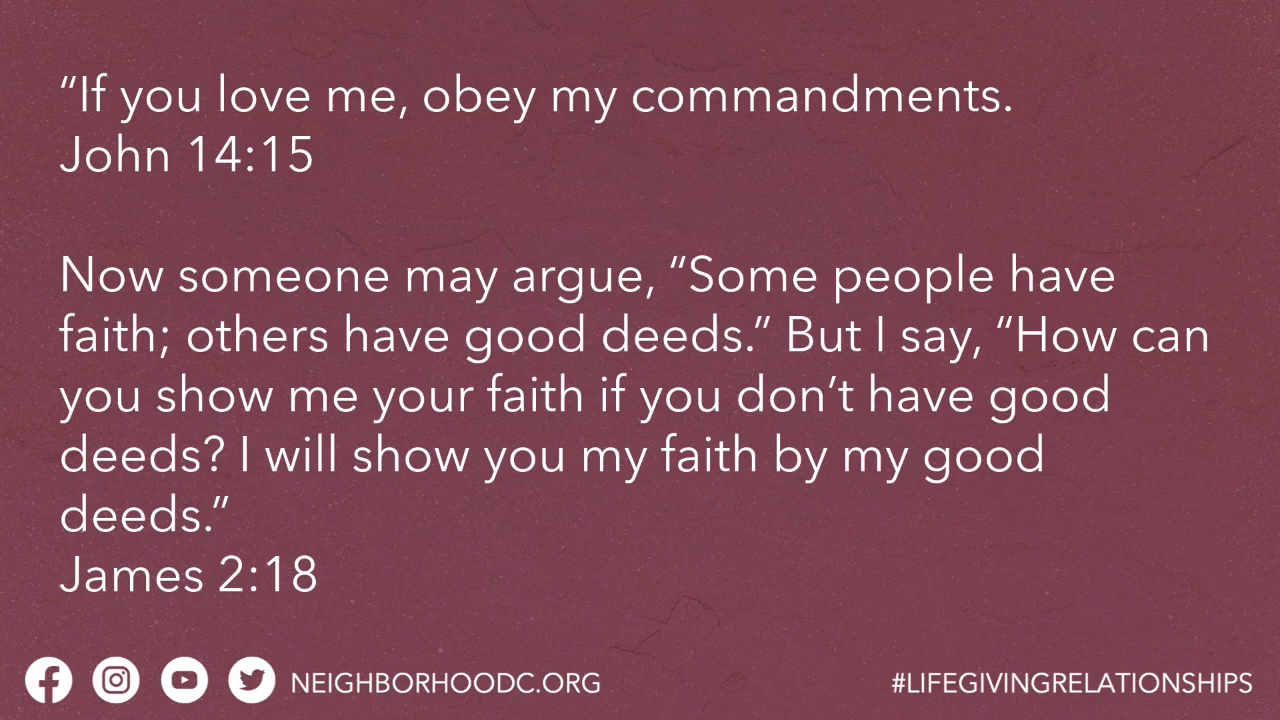 “If you love me, obey my commandments.
John 14:15
Now someone may argue, “Some people have
faith; others have good deeds.” But I say, “How can
you show me your faith if you don’t have good
deeds? I will show you my faith by my good
deeds.”
James 2:18
NEIGHBORHOODC.ORG
#LIFEGIVINGRELATIONSHIPS